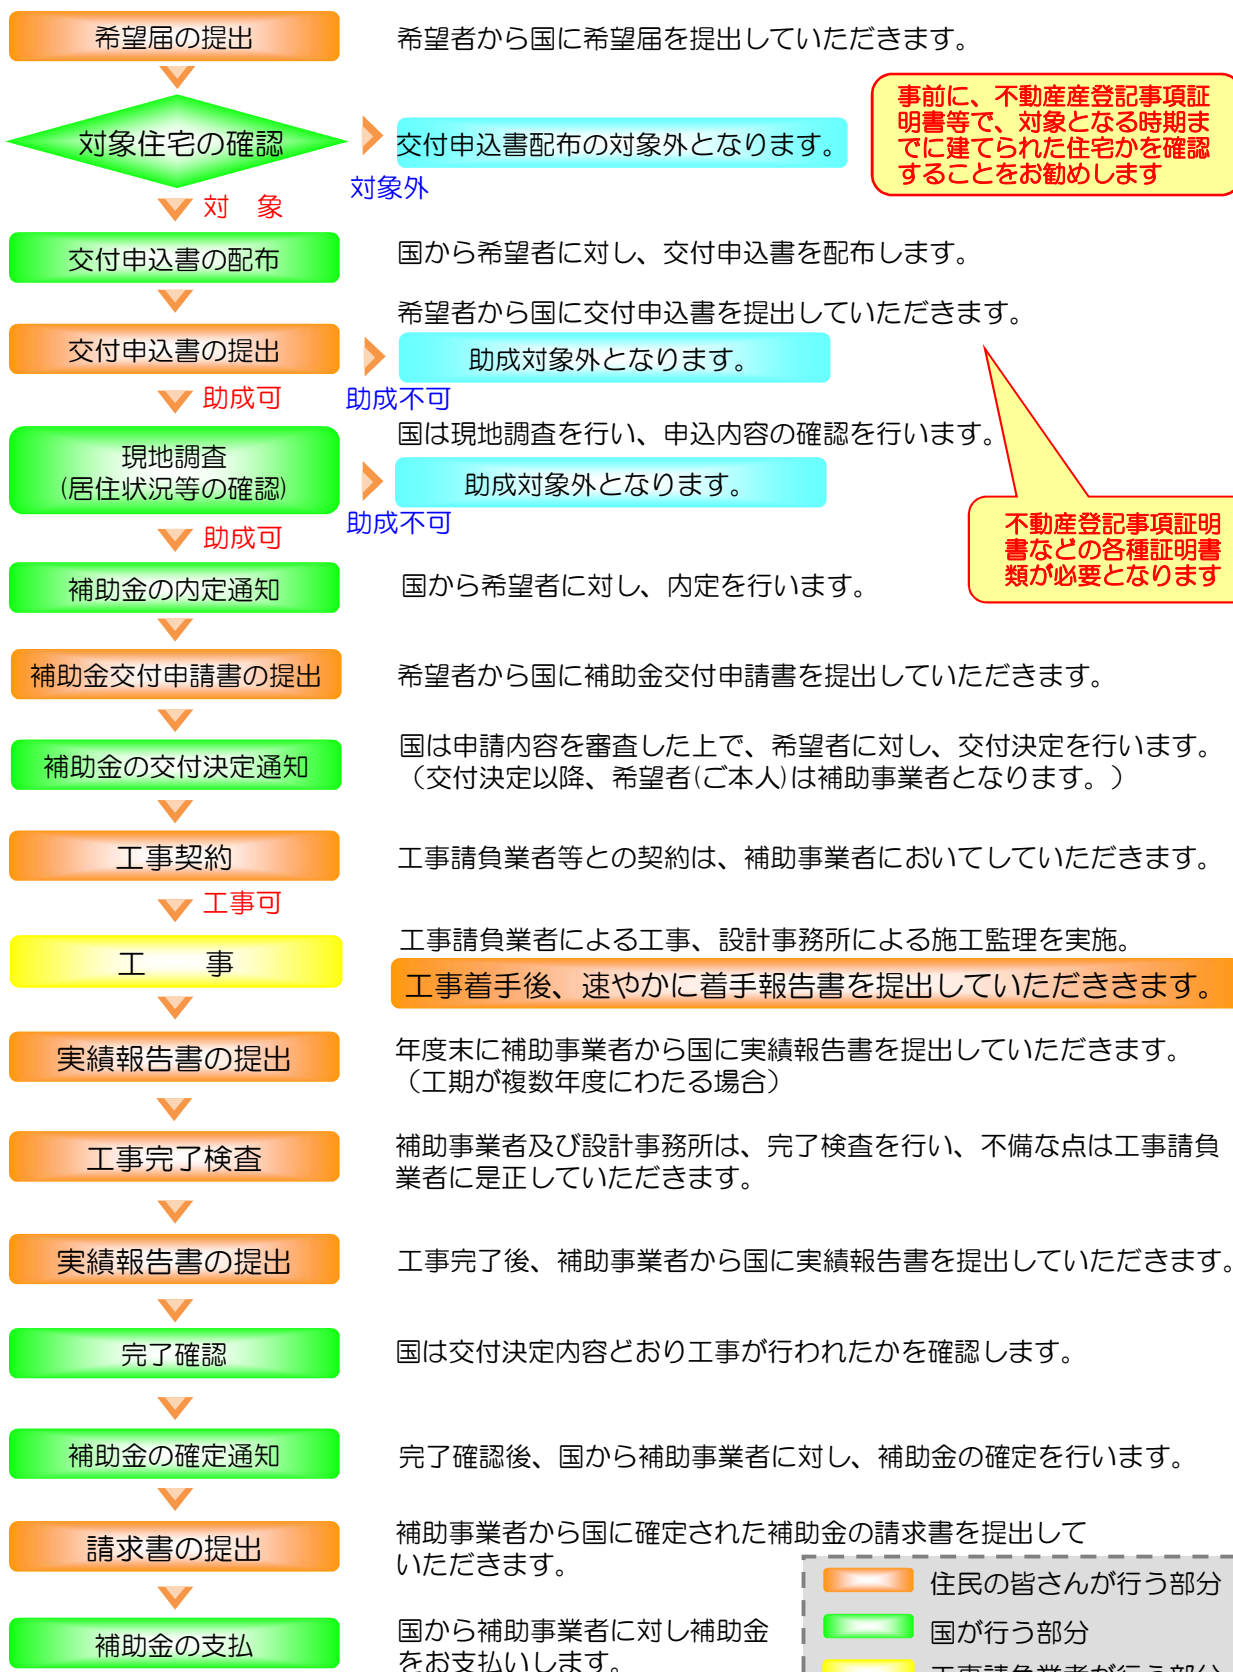 希望届の提出
希望者から国に希望届を提出していただきます。
事前に、不動産産登記事項証
明書等で、対象となる時期ま
でに建てられた住宅かを確認
することをお勧めします
対象住宅の確認
交付申込書配布の対象外となります。
対象外
対　象
交付申込書の配布
国から希望者に対し、交付申込書を配布します。
希望者から国に交付申込書を提出していただきます。
交付申込書の提出
助成対象外となります。
助成可
助成不可
国は現地調査を行い、申込内容の確認を行います。
現地調査
(居住状況等の確認)
助成対象外となります。
助成不可
助成可
不動産登記事項証明
書などの各種証明書
類が必要となります
補助金の内定通知
国から希望者に対し、内定を行います。
補助金交付申請書の提出
希望者から国に補助金交付申請書を提出していただきます。
補助金の交付決定通知
国は申請内容を審査した上で、希望者に対し、交付決定を行います。
（交付決定以降、希望者(ご本人)は補助事業者となります。）
工事契約
工事請負業者等との契約は、補助事業者においてしていただきます。
工事可
工　　事
工事請負業者による工事、設計事務所による施工監理を実施。
工事着手後、速やかに着手報告書を提出していただききます。
実績報告書の提出
年度末に補助事業者から国に実績報告書を提出していただきます。
（工期が複数年度にわたる場合）
工事完了検査
補助事業者及び設計事務所は、完了検査を行い、不備な点は工事請負
業者に是正していただきます。
実績報告書の提出
工事完了後、補助事業者から国に実績報告書を提出していただきます。
完了確認
国は交付決定内容どおり工事が行われたかを確認します。
補助金の確定通知
完了確認後、国から補助事業者に対し、補助金の確定を行います。
請求書の提出
補助事業者から国に確定された補助金の請求書を提出して
いただきます。
補助金の支払
国から補助事業者に対し補助金
をお支払いします。
住民の皆さんが行う部分
国が行う部分
工事請負業者が行う部分